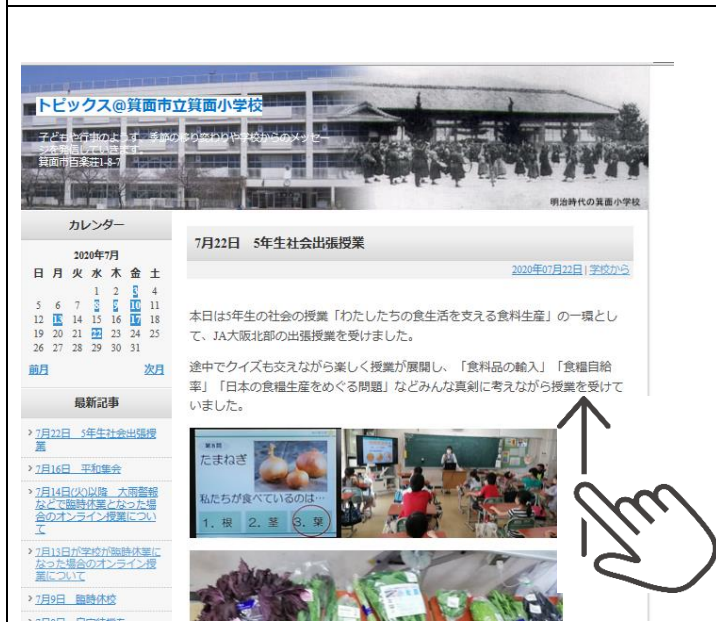 トピックス@箕面市立箕面小学校
子どもや行事のようす、季節の移り変わりや学校からのメッセー
ジを発信していきます。
箕面市百楽荘1-8-7
明治時代の箕面小学校
カレンダー
2020年7月
日 月 火 水 木 金 土
1 2 3 4
5 6 7 8 9 10 11
12 13 14 15 16 17 18
19 20 21 22 23 24 25
26 27 28 29 30 31
前月 次月
最新記事
7月22日 5年生社会出張授
業
7月16日 平和集会
7月14日(火)以降 大雨警報
などで臨時休業となった場
合のオンライン授業につい
て
7月13日が学校が臨時休業に
なった場合のオンライン授
業について
7月9日 臨時休校
7月22日 5年生社会出張授業
2020年07月22日 | 学校から
本日は5年生の社会の授業「わたしたちの食生活を支える食料生産」の一環とし
て、JA大阪北部の出張授業を受けました。
途中でクイズも交えながら楽しく授業が展開し、「食料品の輸入」「食糧自給
率」「日本の食糧生産をめぐる問題」などみんな真剣に考えながら授業を受けて
いました。
たまねぎ
私たちが食べているのは…
1. 根 2. 茎 3. 葉